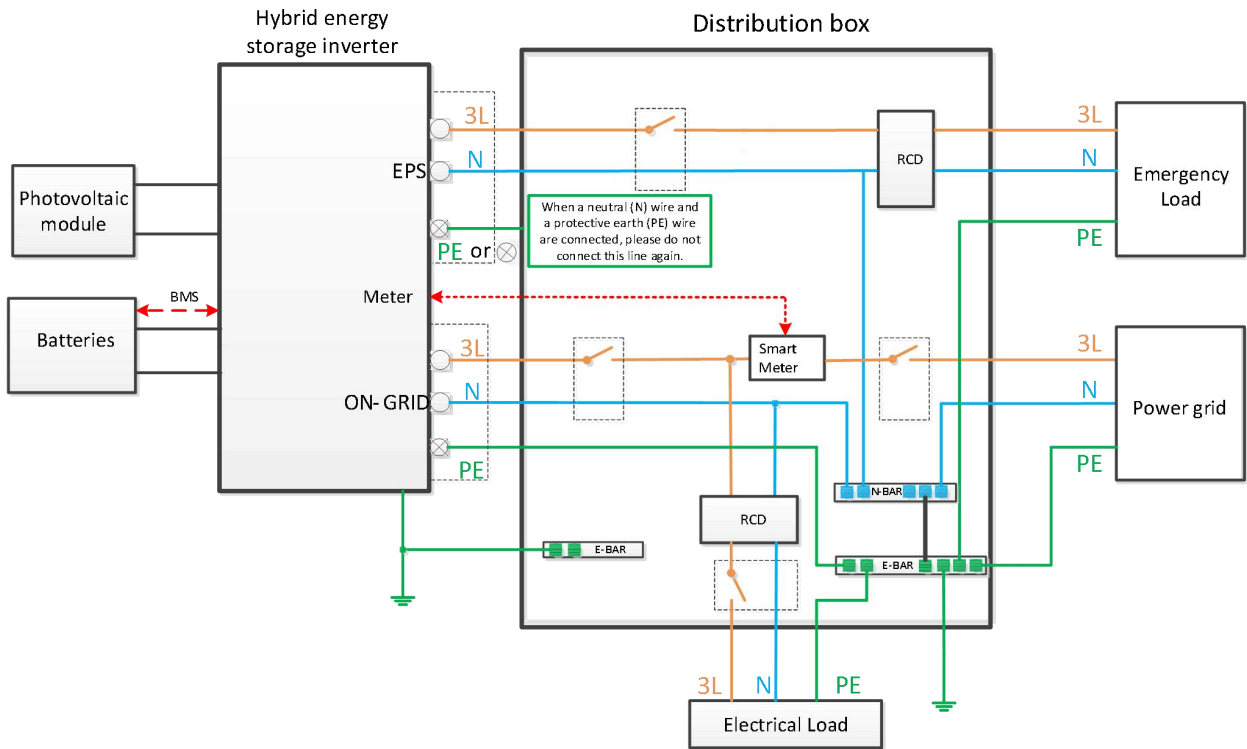 Hybrid energy
storage inverter
Distribution box
3L
N
EPS
PE or
When a neutral (N) wire and
a protective earth (PE) wire
are connected, please do not
connect this line again.
RCD
3L
N
PE
Emergency
Load
Photovoltaic
module
BMS
Batteries
Meter
3L
N
ON- GRID
PE
Smart
Meter
3L
N
PE
Power grid
N-BAR
RCD
E-BAR
E-BAR
3L
N
PE
Electrical Load